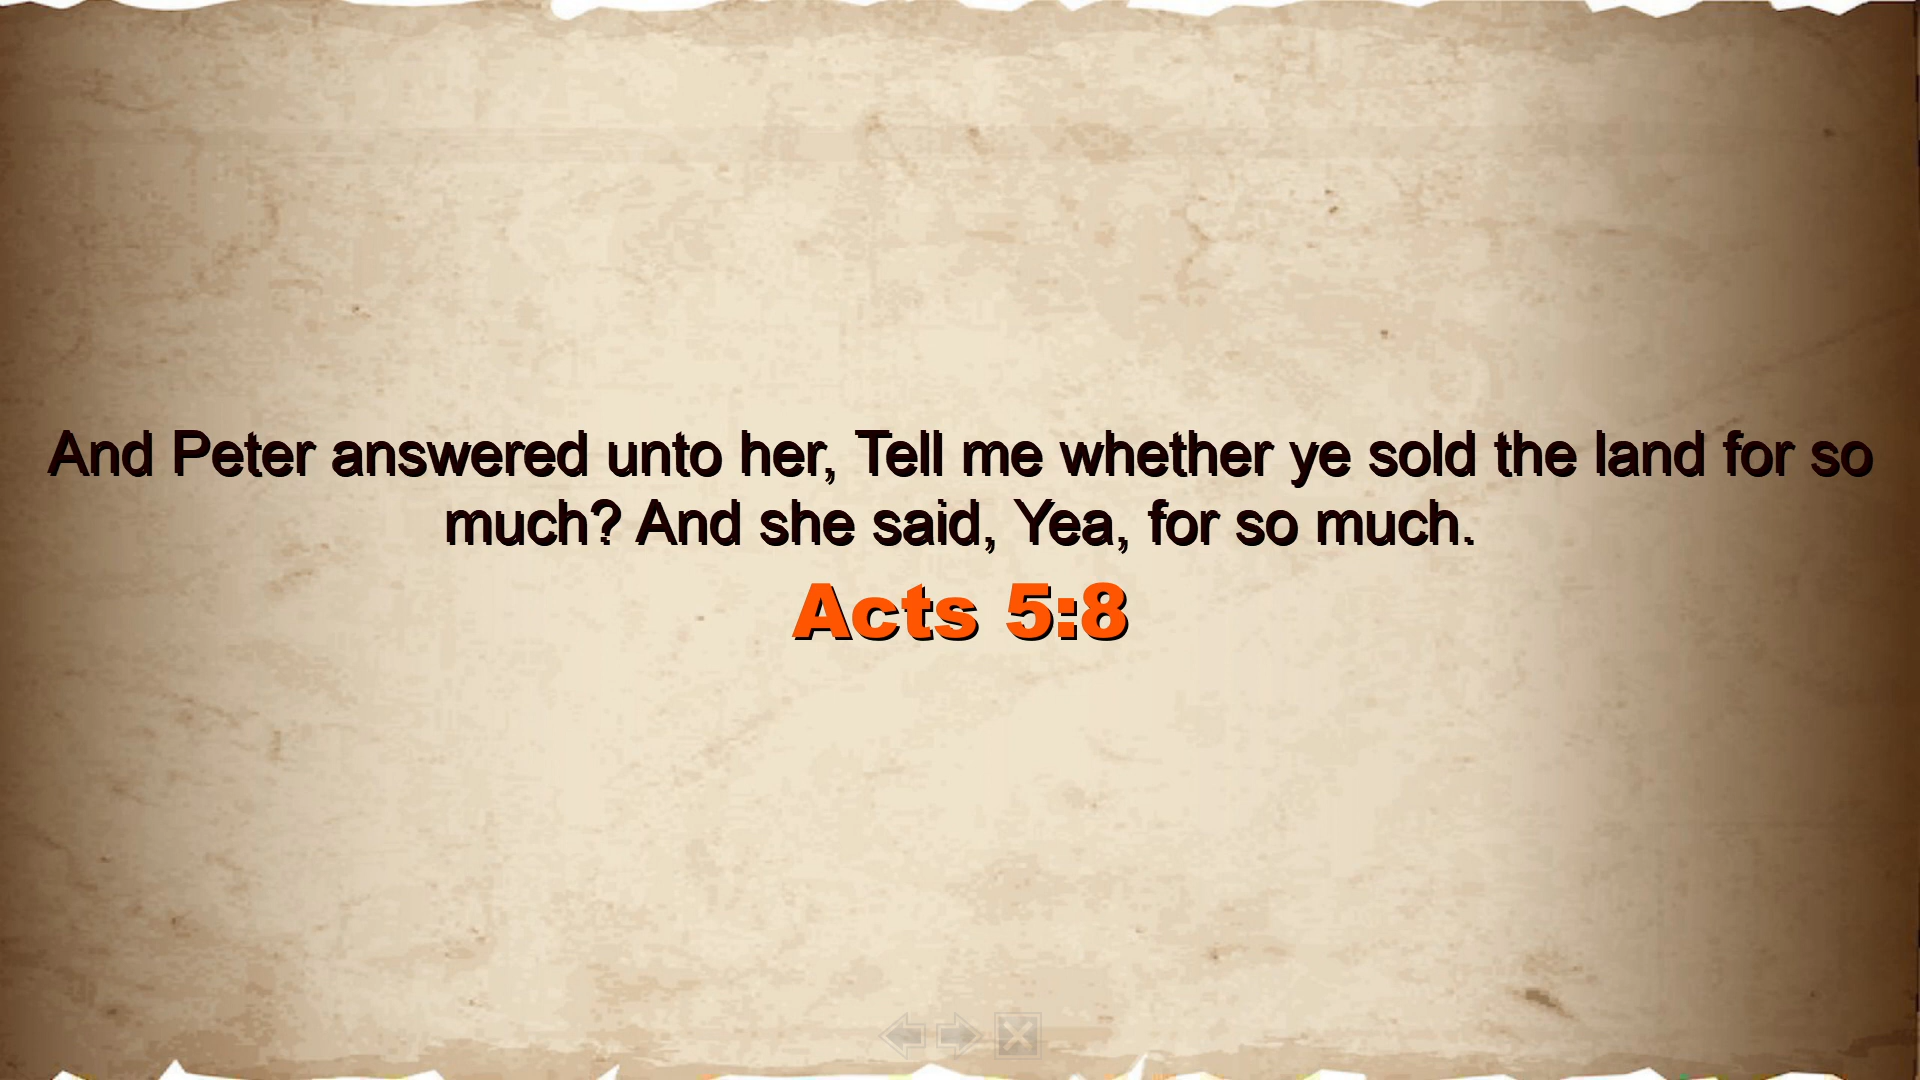 And Peter answered unto her, Tell me whether ye sold the land for so
much? And she said, Yea, for so much.
Acts 5:8